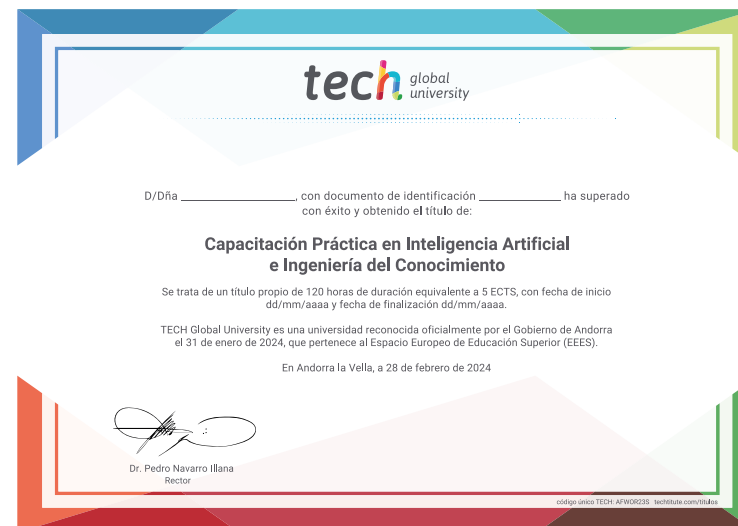 tech global
university
D/Dña ____________________, con documento de identificación ______________ ha superado
con éxito y obtenido el título de:
Capacitación Práctica en Inteligencia Artificial
e Ingeniería del Conocimiento
Se trata de un título propio de 120 horas de duración equivalente a 5 ECTS, con fecha de inicio
dd/mm/aaaa y fecha de finalización dd/mm/aaaa.
TECH Global University es una universidad reconocida oficialmente por el Gobierno de Andorra
el 31 de enero de 2024, que pertenece al Espacio Europeo de Educación Superior (EEES).
En Andorra la Vella, a 28 de febrero de 2024
Dr. Pedro Navarro Illana
Rector
código único TECH: AFWOR23S techtitute.com/titulos